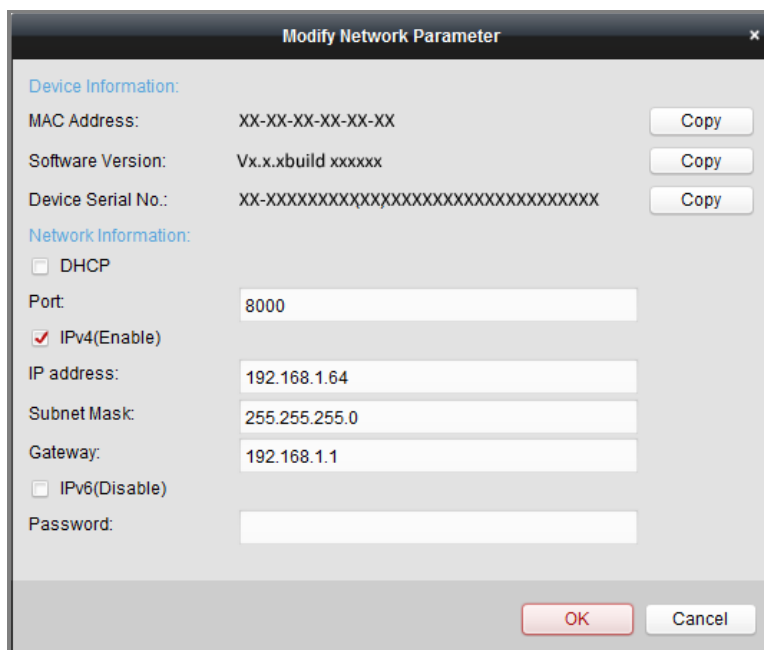 Modify Network Parameter ×
Device Information:
MAC Address: XX-XX-XX-XX-XX-XX Copy
Software Version: Vx.x.xbuild xxxxxx Copy
Device Serial No.: XX-XXXXXXXXXXXXXXXXXXXXXXXXXXXXXXX Copy
Network Information:
DHCP
Port: 8000
IPv4(Enable)
IP address: 192.168.1.64
Subnet Mask: 255.255.255.0
Gateway: 192.168.1.1
IPv6(Disable)
Password:
OK Cancel